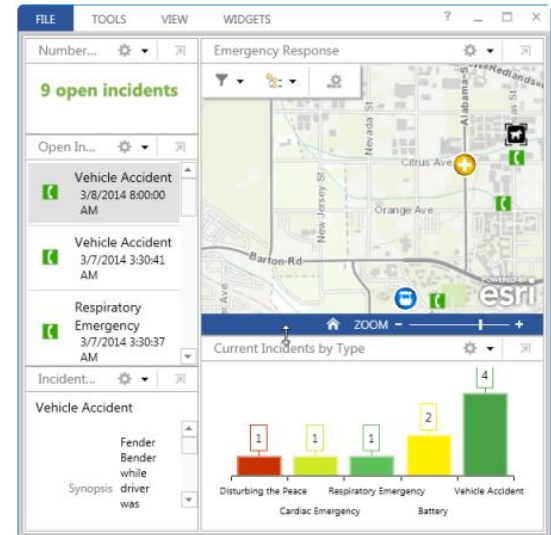 FILE TOOLS VIEW WIDGETS ?
Number...
9 open incidents
Open In...
Vehicle Accident
3/8/2014 8:00:00
AM
Vehicle Accident
3/7/2014 3:30:41
AM
Respiratory
Emergency
3/7/2014 3:30:37
AM
Incident...
Vehicle Accident
Synopsis
Fender
Bender
while
driver
was
Emergency Response
Redlands
Alabama-S
Nevada St
Citrus Ave
New Jersey St
Orange Ave
Barton-Rd
POWERED BY
esri
ZOOM - +
Current Incidents by Type
1
1
1
2
4
Disturbing the Peace
Cardiac Emergency
Respiratory Emergency
Battery
Vehicle Accident